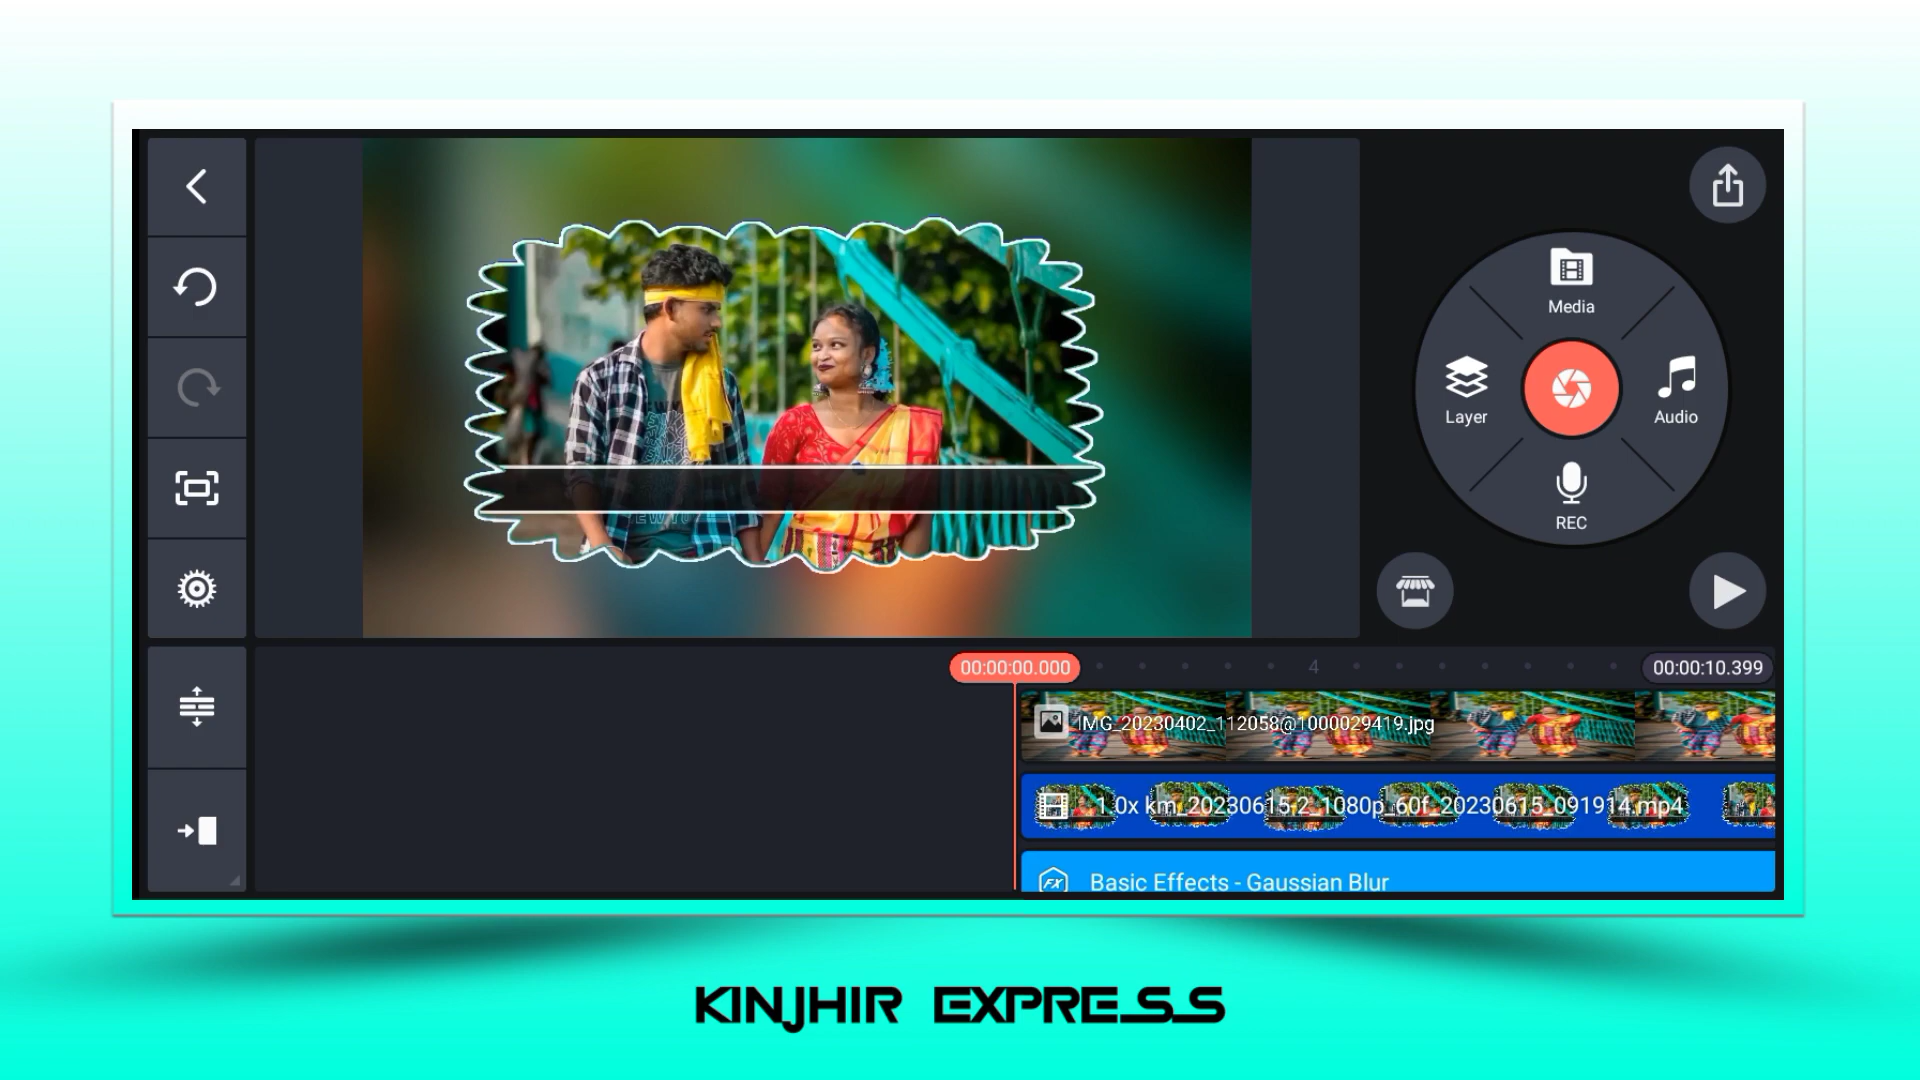 Media
Layer
Audio
REC
00:00:00.000
4
00:00:10.399
IMG_20230402_112058@1000029419.jpg
1.0x km_20230615-2_1080p_60f_20230615_091914.mp4
FX Basic Effects - Gaussian Blur
KINJHIR EXPRESS